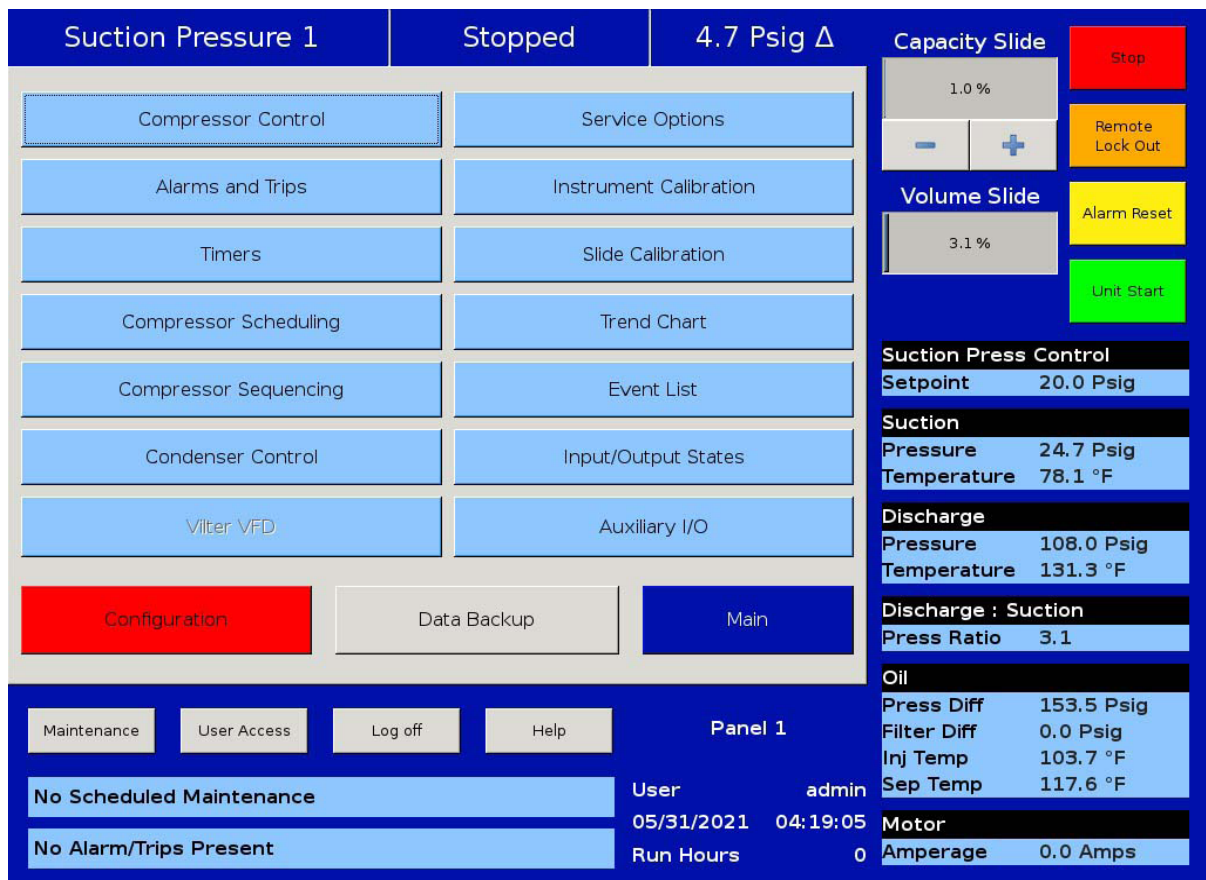 Suction Pressure 1
Stopped
4.7 Psig Δ
Compressor Control
Service Options
Alarms and Trips
Instrument Calibration
Timers
Slide Calibration
Compressor Scheduling
Trend Chart
Compressor Sequencing
Event List
Condenser Control
Input/Output States
Vilter VFD
Auxiliary I/O
Configuration
Data Backup
Main
Maintenance
User Access
Log off
Help
Panel 1
No Scheduled Maintenance
No Alarm/Trips Present
User admin
05/31/2021 04:19:05
Run Hours 0
Capacity Slide
1.0 %
Volume Slide
3.1 %
Stop
Remote
Lock Out
Alarm Reset
Unit Start
Suction Press Control
Setpoint 20.0 Psig
Suction
Pressure 24.7 Psig
Temperature 78.1 °F
Discharge
Pressure 108.0 Psig
Temperature 131.3 °F
Discharge : Suction
Press Ratio 3.1
Oil
Press Diff 153.5 Psig
Filter Diff 0.0 Psig
Inj Temp 103.7 °F
Sep Temp 117.6 °F
Motor
Amperage 0.0 Amps